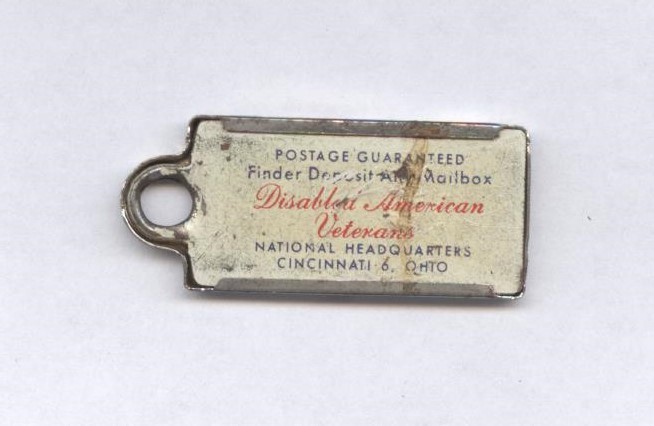 POSTAGE GUARANTEED
Finder Deposit Any Mailbox
Disabled American
Veterans
NATIONAL HEADQUARTERS
CINCINNATI 6, OHIO